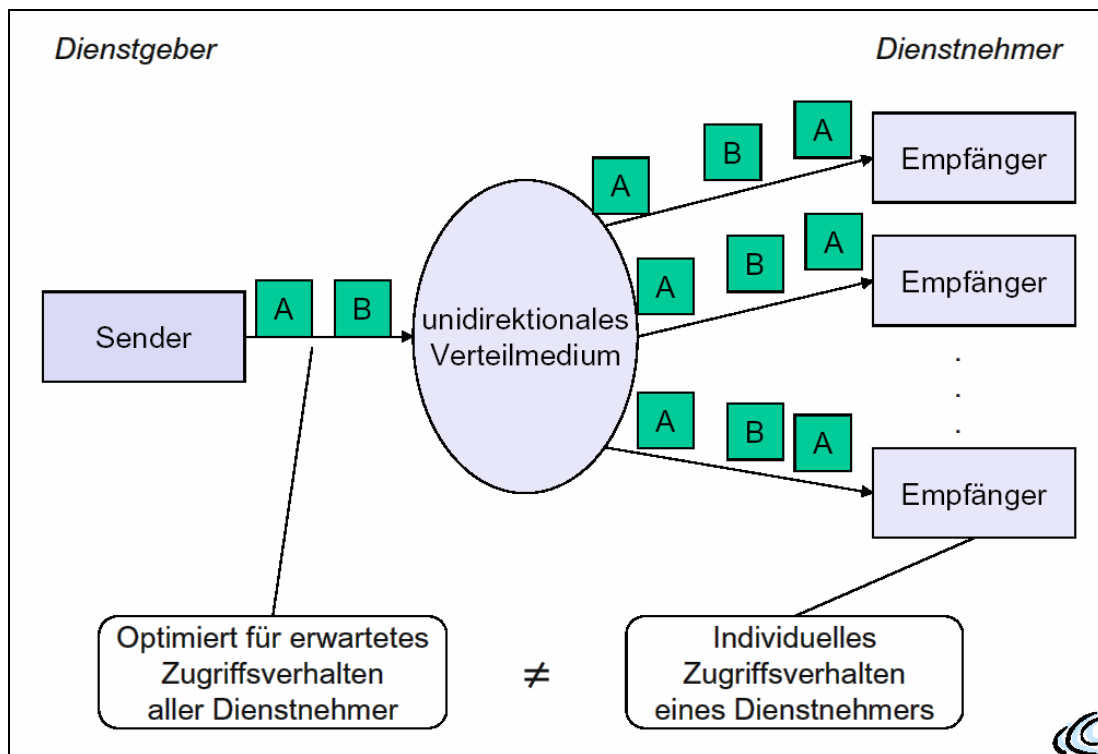 Dienstgeber
Dienstnehmer
A
B
A
Empfänger
A
B
A
Empfänger
A
B
Sender
unidirektionales
Verteilmedium
.
.
.
A
B
A
Empfänger
Optimiert für erwartetes
Zugriffsverhalten
aller Dienstnehmer
≠
Individuelles
Zugriffsverhalten
eines Dienstnehmers